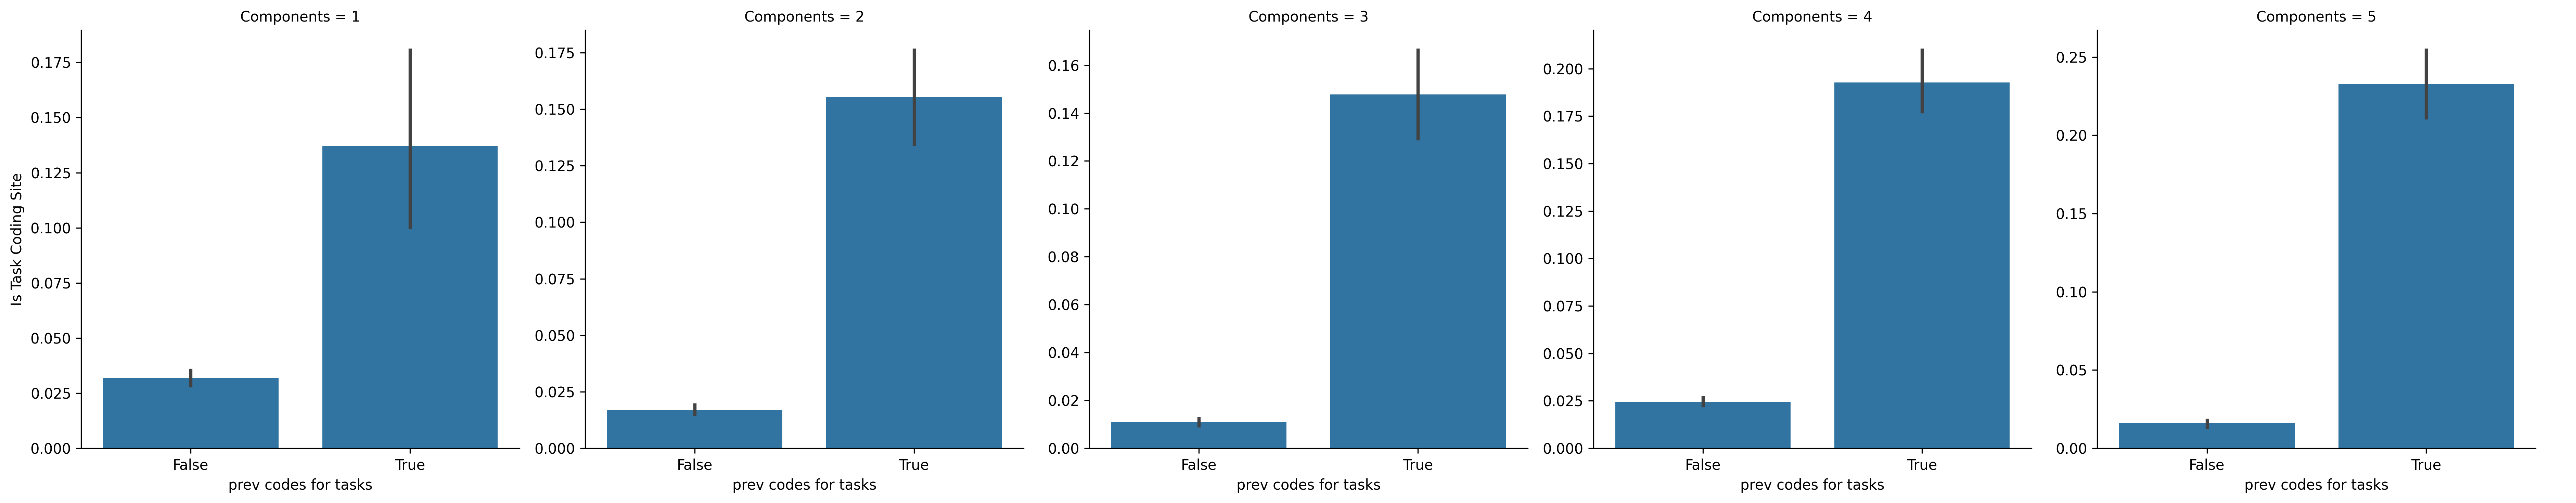 Components = 1
Components = 2
Components = 3
Components = 4
Components = 5
Is Task Coding Site
0.175
0.150
0.125
0.100
0.075
0.050
0.025
0.000
False
True
prev codes for tasks
0.175
0.150
0.125
0.100
0.075
0.050
0.025
0.000
False
True
prev codes for tasks
0.16
0.14
0.12
0.10
0.08
0.06
0.04
0.02
0.00
False
True
prev codes for tasks
0.200
0.175
0.150
0.125
0.100
0.075
0.050
0.025
0.000
False
True
prev codes for tasks
0.25
0.20
0.15
0.10
0.05
0.00
False
True
prev codes for tasks